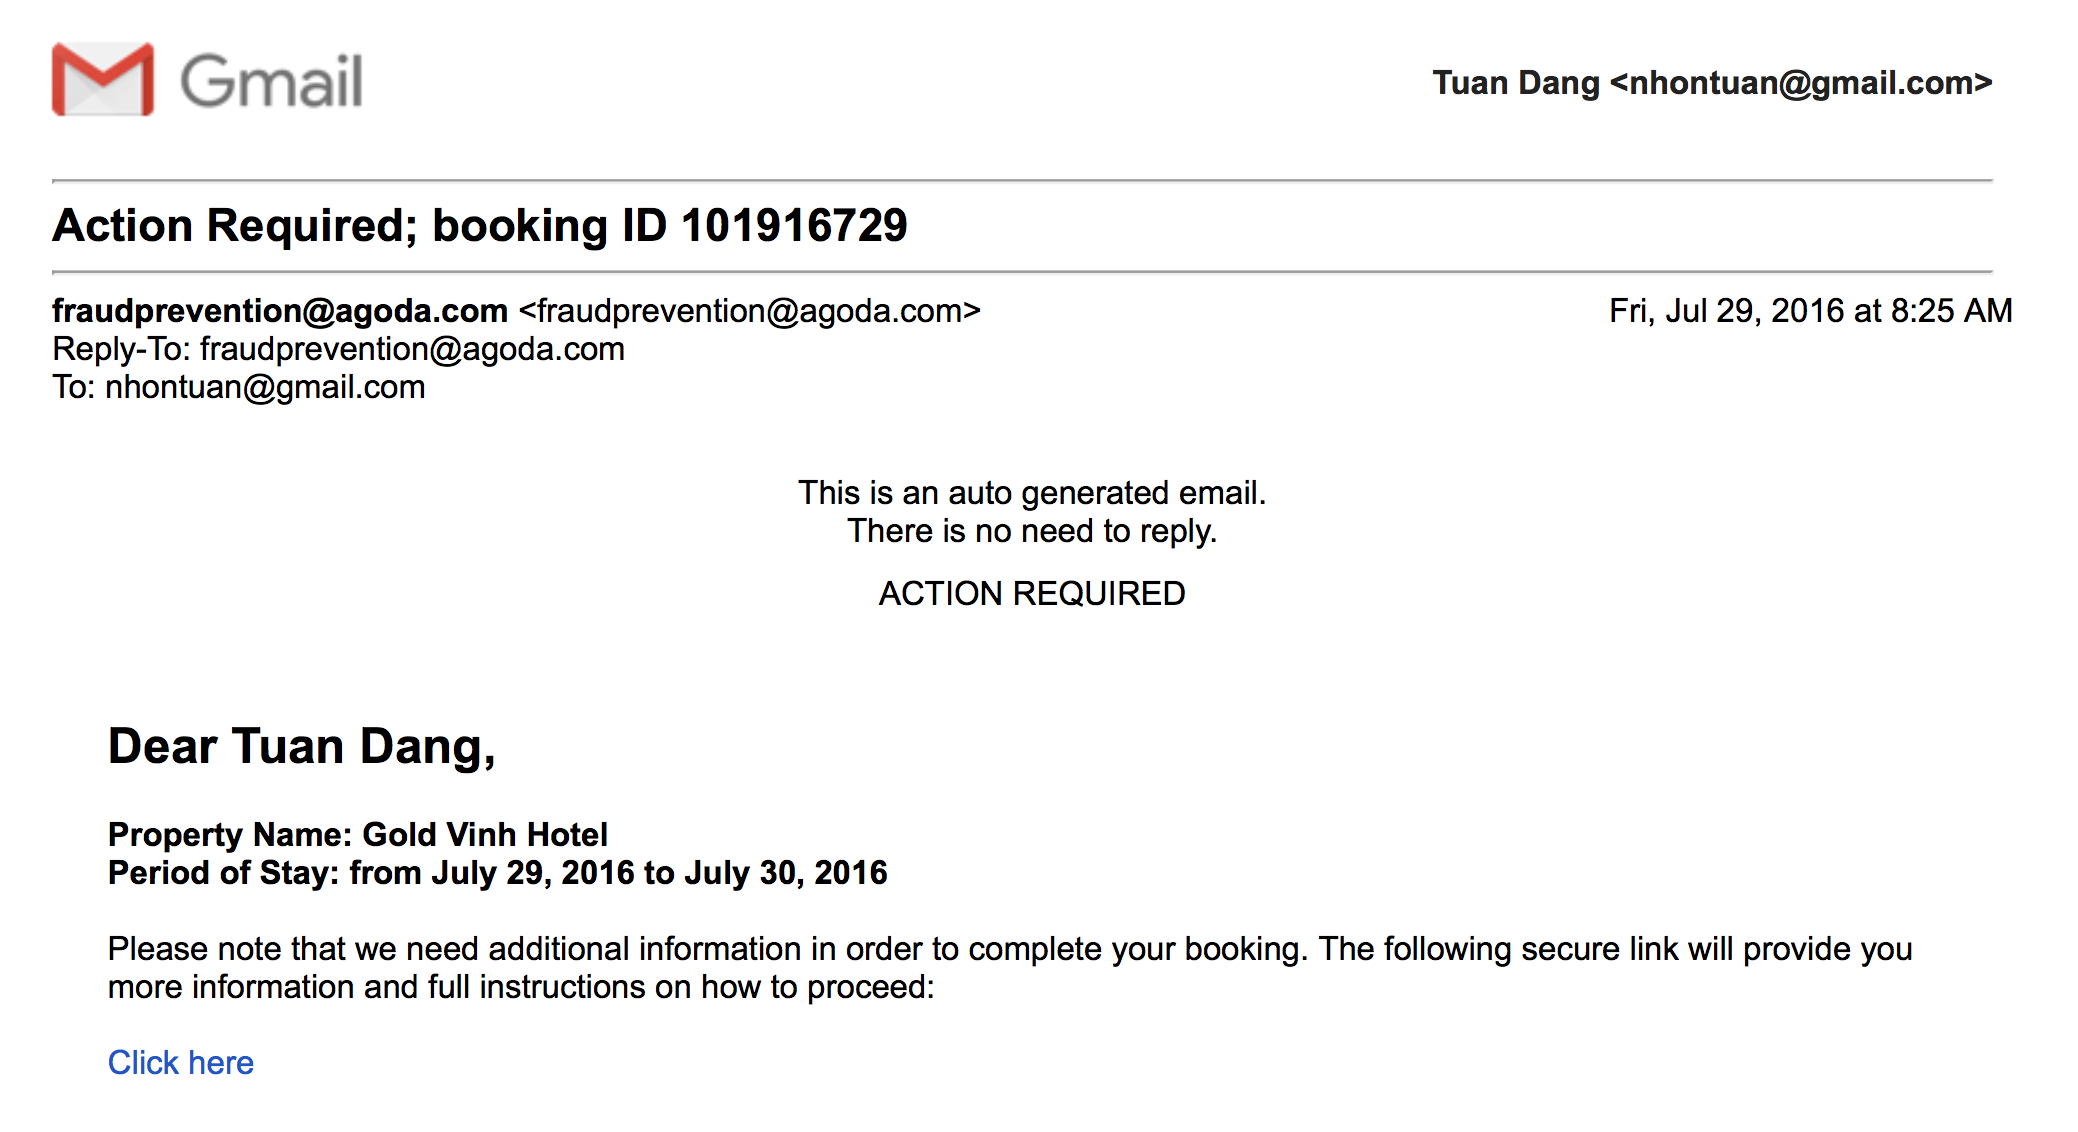 Gmail
Tuan Dang <nhontuan@gmail.com>
Action Required; booking ID 101916729
fraudprevention@agoda.com <fraudprevention@agoda.com>
Fri, Jul 29, 2016 at 8:25 AM
Reply-To: fraudprevention@agoda.com
To: nhontuan@gmail.com
This is an auto generated email.
There is no need to reply.
ACTION REQUIRED
Dear Tuan Dang,
Property Name: Gold Vinh Hotel
Period of Stay: from July 29, 2016 to July 30, 2016
Please note that we need additional information in order to complete your booking. The following secure link will provide you
more information and full instructions on how to proceed:
Click here